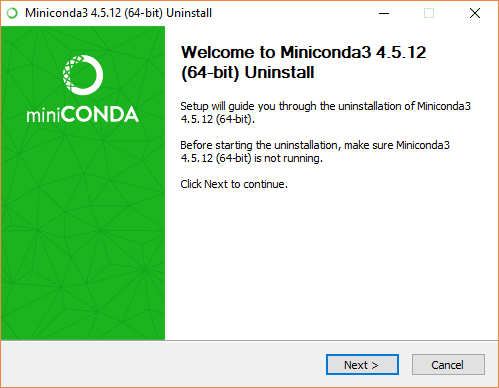 Miniconda3 4.5.12 (64-bit) Uninstall
miniCONDA
Welcome to Miniconda3 4.5.12
(64-bit) Uninstall
Setup will guide you through the uninstallation of Miniconda3
4.5.12 (64-bit).
Before starting the uninstallation, make sure Miniconda3
4.5.12 (64-bit) is not running.
Click Next to continue.
Next >
Cancel